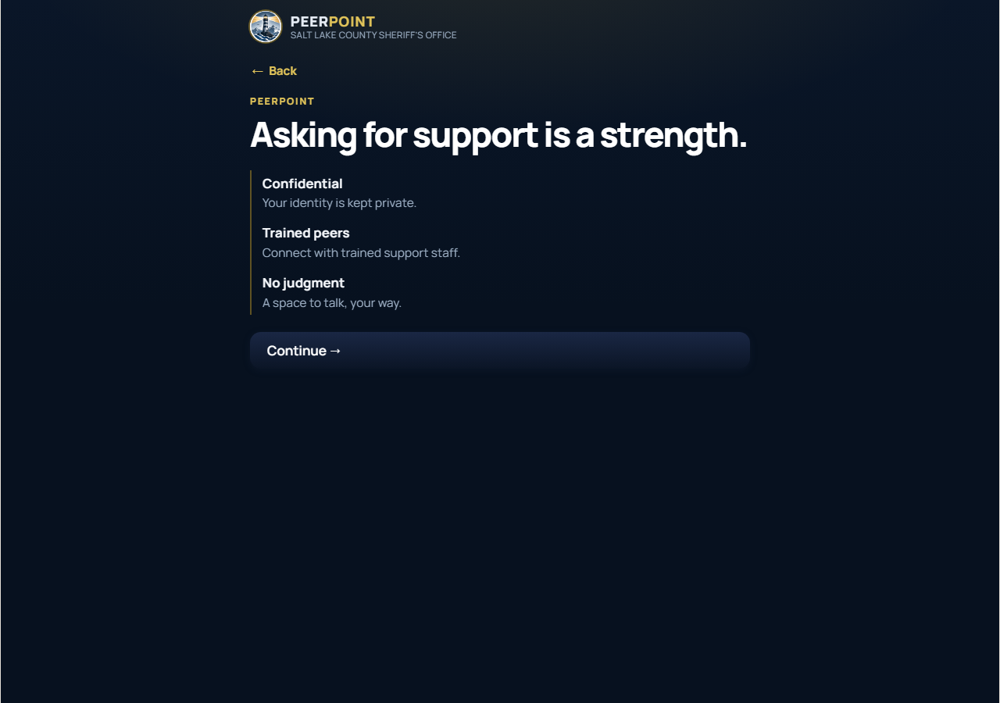 PEERPOINT
SALT LAKE COUNTY SHERIFF'S OFFICE
← Back
PEERPOINT
Asking for support is a strength.
Confidential
Your identity is kept private.
Trained peers
Connect with trained support staff.
No judgment
A space to talk, your way.
Continue →